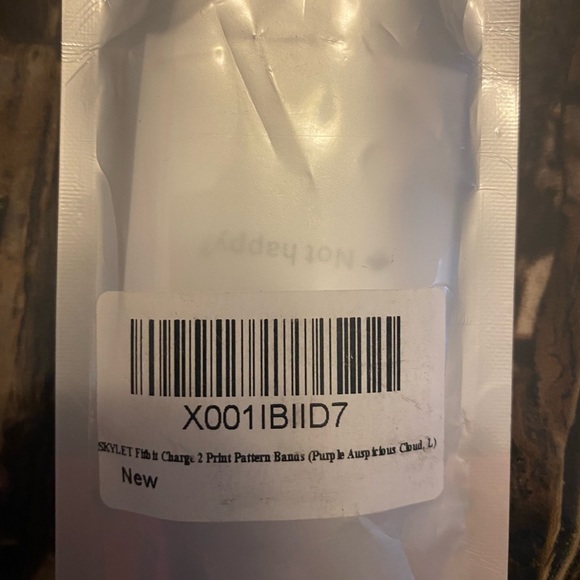 Not happy?
X001IBIID7
SKYLET Fitbit Charge 2 Print Pattern Bands (Purple Auspicious Cloud, L)
New